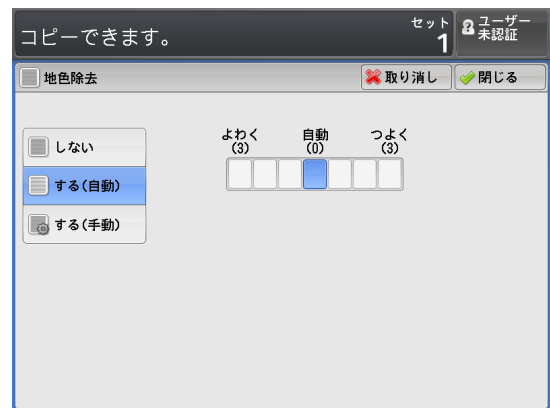 コピーできます。
セット
1
ユーザー
未認証
地色除去
取り消し
閉じる
しない
する(自動)
する(手動)
よわく 自動 つよく
(3) (0) (3)